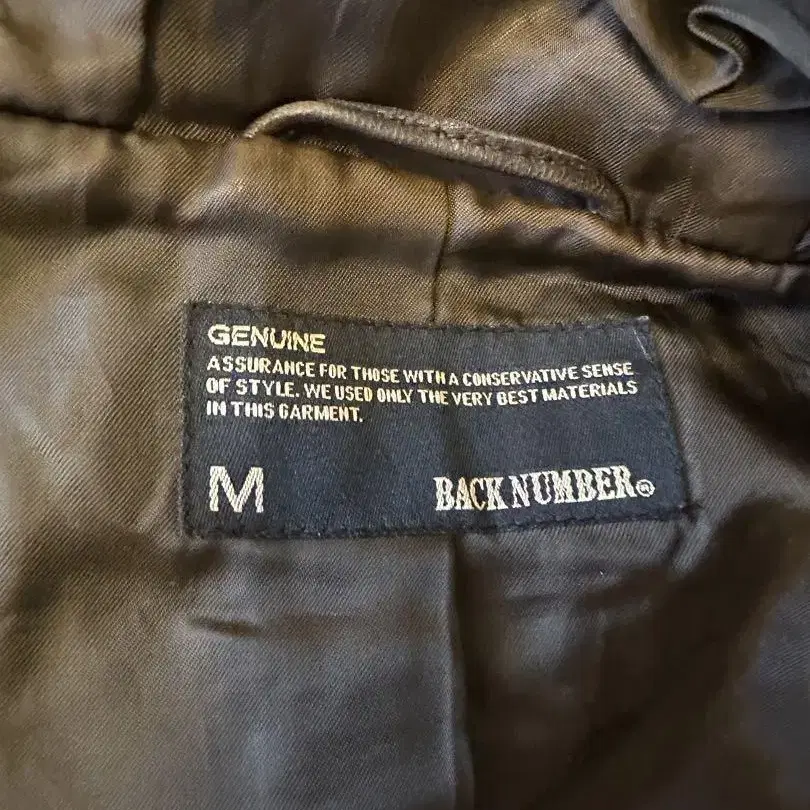 GENUINE
ASSURANCE FOR THOSE WITH A CONSERVATIVE SENSE
OF STYLE. WE USED ONLY THE VERY BEST MATERIALS
IN THIS GARMENT.
M BACK NUMBER®